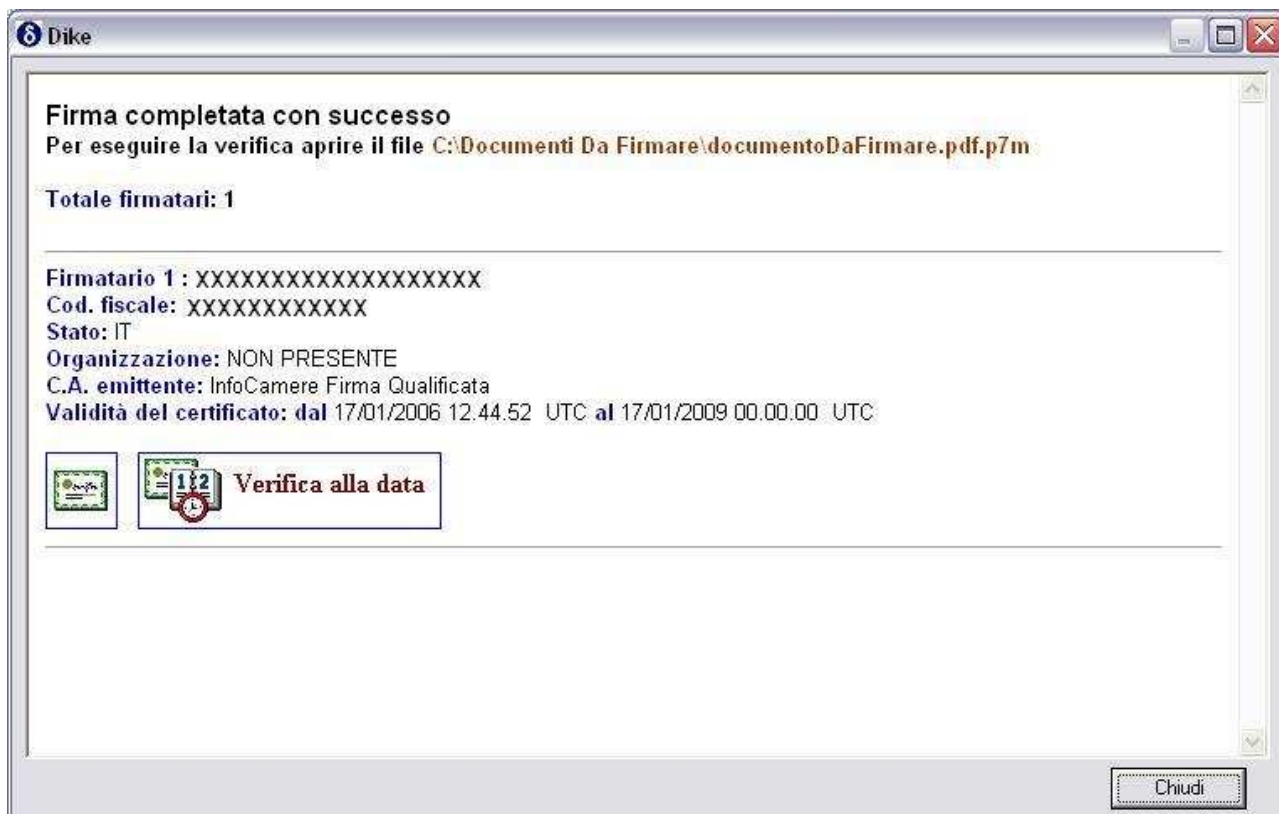 Dike
Firma completata con successo
Per eseguire la verifica aprire il file C:\Documenti Da Firmare\documentoDaFirmare.pdf.p7m
Totale firmatari: 1
Firmatario 1 : XXXXXXXXXXXXXXXXXXX
Cod. fiscale: XXXXXXXXXXXX
Stato: IT
Organizzazione: NON PRESENTE
C.A. emittente: InfoCamere Firma Qualificata
Validità del certificato: dal 17/01/2006 12.44.52 UTC al 17/01/2009 00.00.00 UTC
Verifica alla data
Chiudi